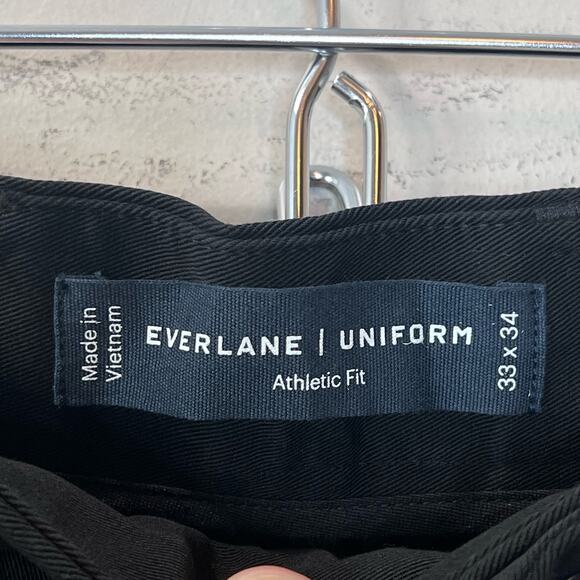 Made in
Vietnam
EVERLANE | UNIFORM
Athletic Fit
33 x 34